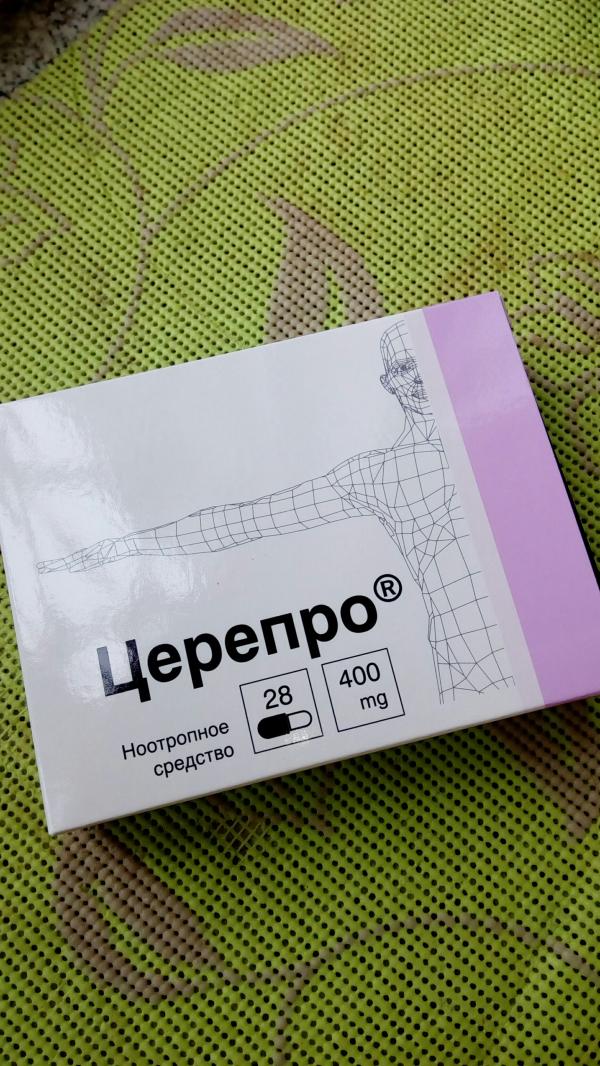 Церепро®
Ноотропное
средство
28
400
mg